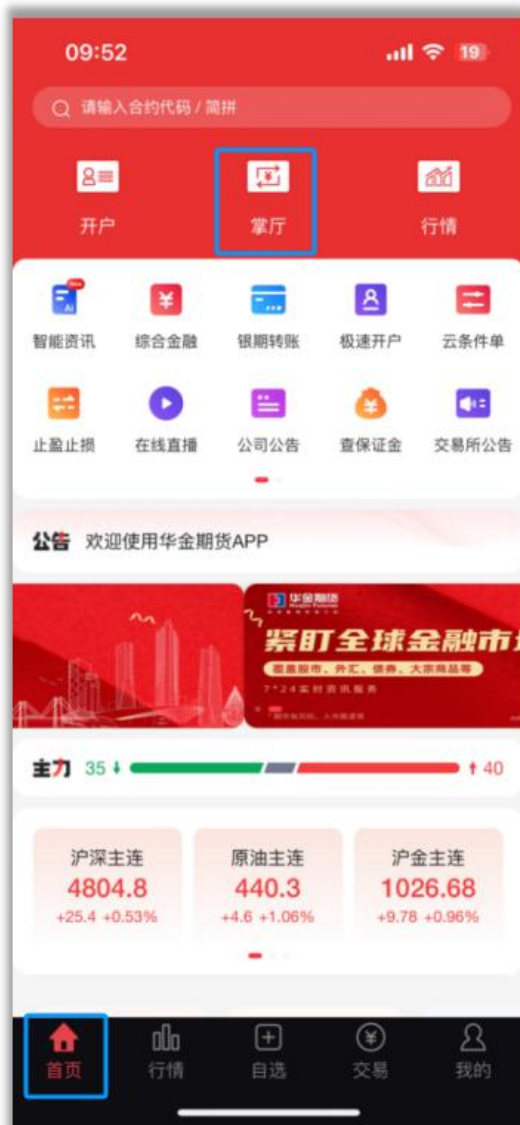 09:52
19
请输入合约代码 / 简拼
开户 掌厅 行情
AI
智能资讯 综合金融 银期转账 极速开户 云条件单
止盈止损 在线直播 公司公告 查保证金 交易所公告
公告 欢迎使用华金期货APP
华金期货
Huajin Futures
紧盯全球金融市
覆盖股市、外汇、债券、大宗商品等
7*24实时资讯服务
主力 35 40
沪深主连 原油主连 沪金主连
4804.8 440.3 1026.68
+25.4 +0.53% +4.6 +1.06% +9.78 +0.96%
首页 行情 自选 交易 我的